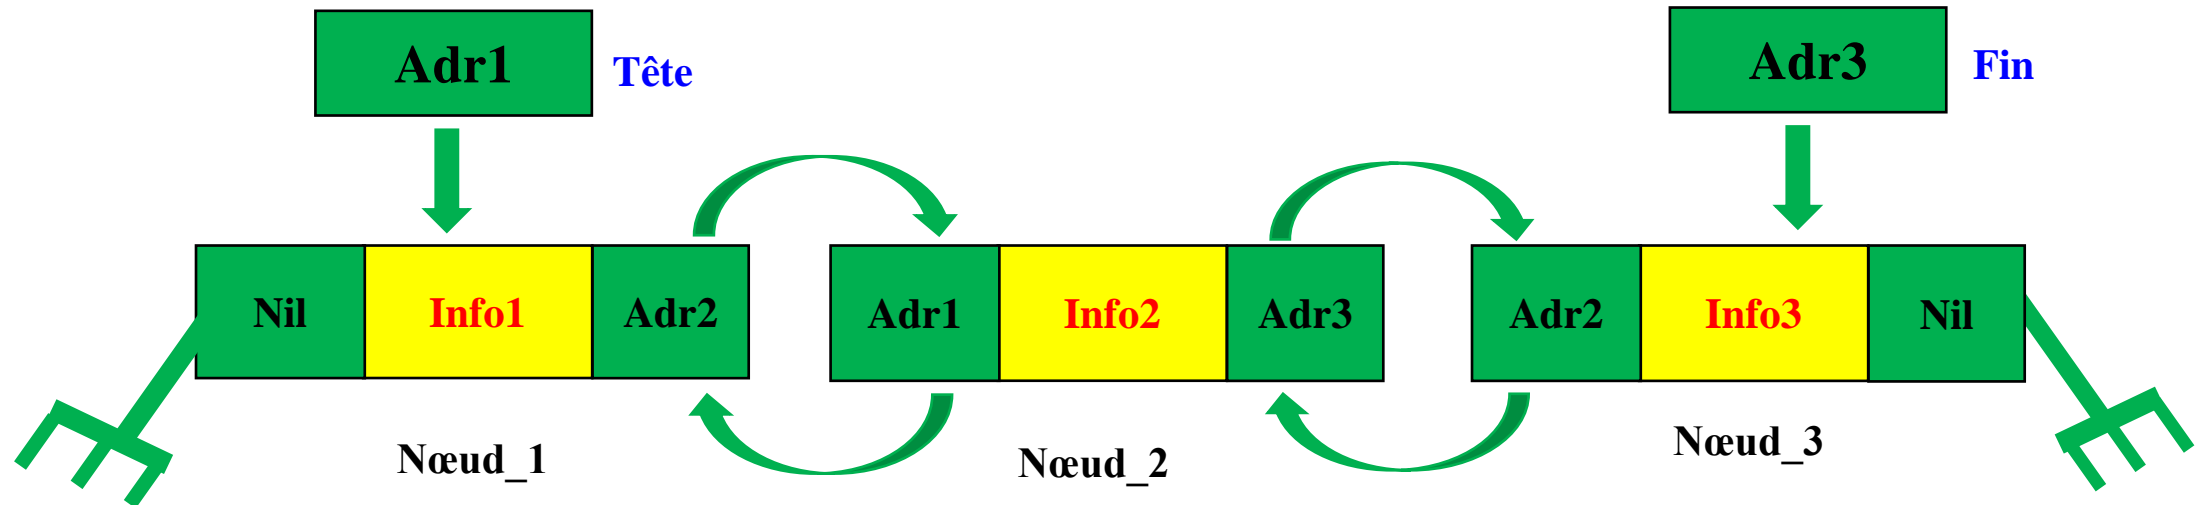 Adr1 Tête
Adr3 Fin
Nil Info1 Adr2
Adr1 Info2 Adr3
Adr2 Info3 Nil
Nœud_1
Nœud_2
Nœud_3